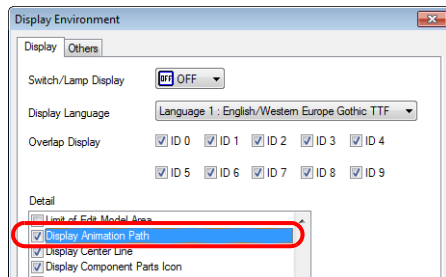 Display Environment
Display Others
Switch/Lamp Display OFF OFF
Display Language Language 1 : English/Western Europe Gothic TTF
Overlap Display ID 0 ID 1 ID 2 ID 3 ID 4
ID 5 ID 6 ID 7 ID 8 ID 9
Detail
Limit of Edit Model Area
Display Animation Path
Display Center Line
Display Component Parts Icon